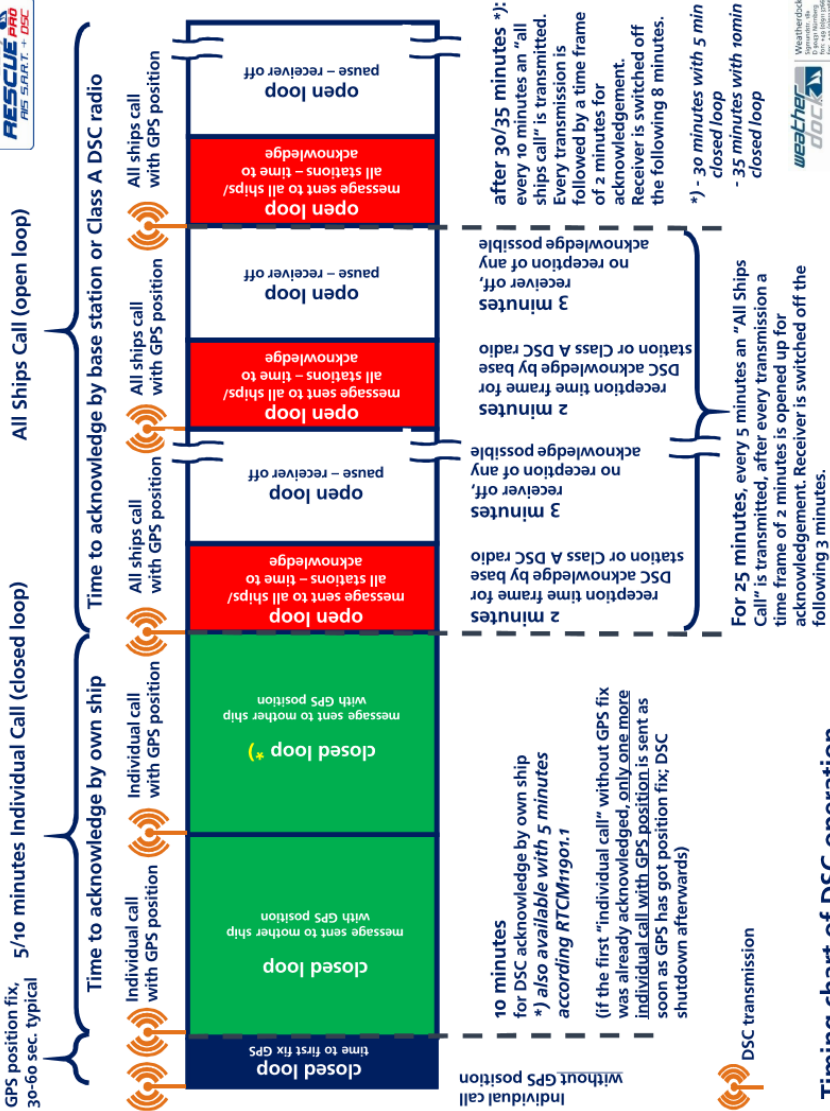 RESCUE PRO
AIS S.A.R.T. + DSC
GPS position fix,
30-60 sec. typical
5/10 minutes Individual Call (closed loop)
All Ships Call (open loop)
Time to acknowledge by own ship
Time to acknowledge by base station or Class A DSC radio
Individual call
with GPS position
Individual call
with GPS position
All ships call
with GPS position
All ships call
with GPS position
All ships call
with GPS position
closed loop
time to first fix GPS
closed loop
message sent to mother ship
with GPS position
closed loop *)
message sent to mother ship
with GPS position
open loop
message sent to all ships/
all stations – time to
acknowledge
open loop
pause – receiver off
open loop
message sent to all ships/
all stations – time to
acknowledge
open loop
pause – receiver off
open loop
message sent to all ships/
all stations – time to
acknowledge
open loop
pause – receiver off
Individual call
without GPS position
10 minutes
for DSC acknowledge by own ship
*) also available with 5 minutes
according RTCM11901.1
(if the first "individual call" without GPS fix
was already acknowledged, only one more
individual call with GPS position is sent as
soon as GPS has got position fix; DSC
shutdown afterwards)
2 minutes
reception time frame for
DSC acknowledge by base
station or Class A DSC radio
3 minutes
receiver off,
no reception of any
acknowledge possible
2 minutes
reception time frame for
DSC acknowledge by base
station or Class A DSC radio
3 minutes
receiver off,
no reception of any
acknowledge possible
after 30/35 minutes *):
every 10 minutes an "all
ships call" is transmitted.
Every transmission is
followed by a time frame
of 2 minutes for
acknowledgement.
Receiver is switched off
the following 8 minutes.
*) - 30 minutes with 5 min
closed loop
- 35 minutes with 10min
closed loop
For 25 minutes, every 5 minutes an "All Ships
Call" is transmitted, after every transmission a
time frame of 2 minutes is opened up for
acknowledgement. Receiver is switched off the
following 3 minutes.
DSC transmission
Timing chart of DSC operation
weather
dock
Weatherdock